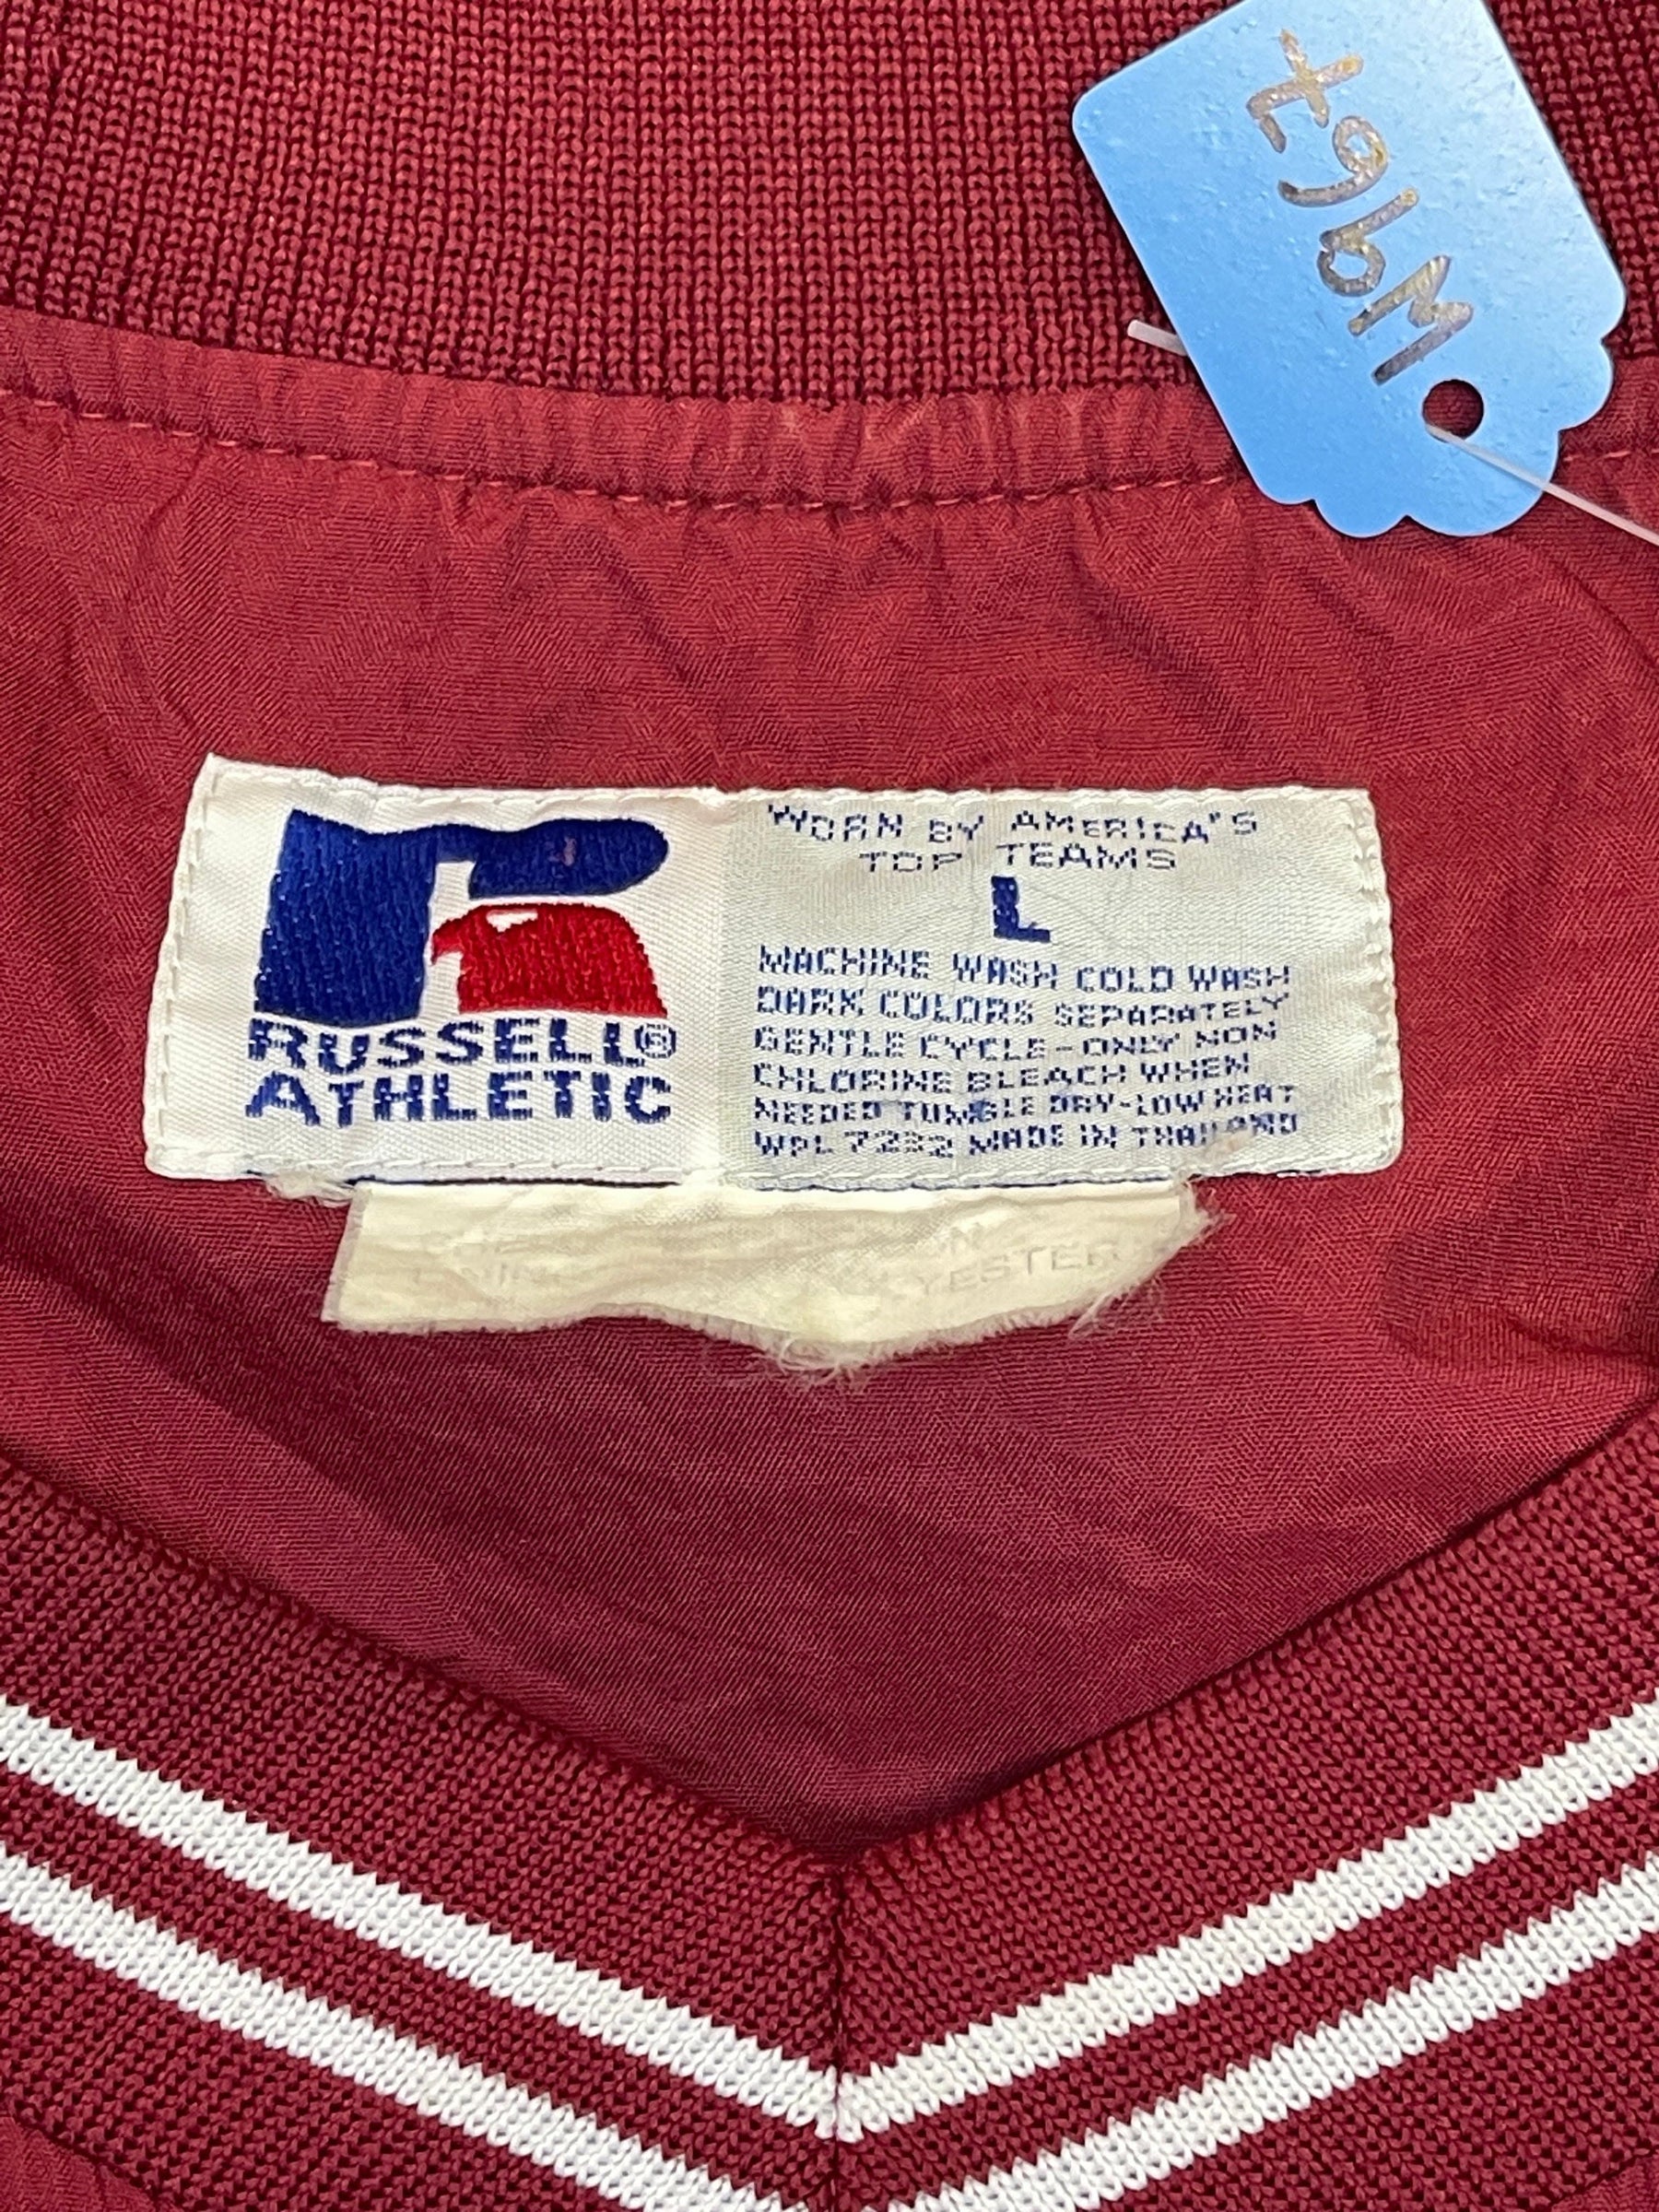 RUSSELL®
ATHLETIC
WORN BY AMERICA'S
TOP TEAMS
L
MACHINE WASH COLD WASH
DARK COLORS SEPARATELY
GENTLE CYCLE-ONLY NON
CHLORINE BLEACH WHEN
NEEDED TUMBLE DRY-LOW HEAT
WPL 7232 MADE IN THAILAND